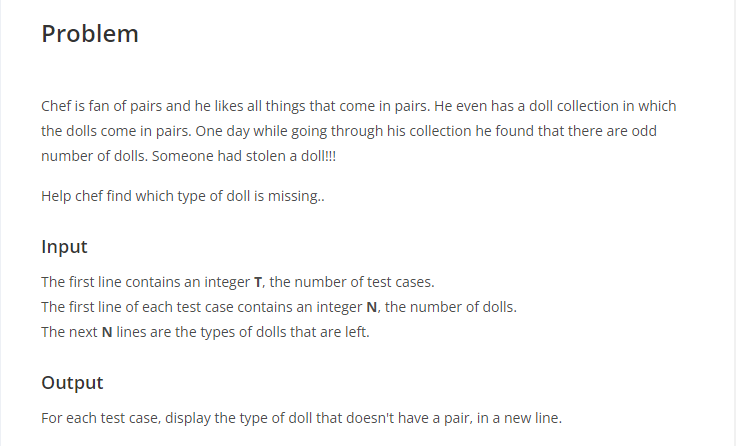 Problem
Chef is fan of pairs and he likes all things that come in pairs. He even has a doll collection in which
the dolls come in pairs. One day while going through his collection he found that there are odd
number of dolls. Someone had stolen a doll!!!
Help chef find which type of doll is missing..
Input
The first line contains an integer T, the number of test cases.
The first line of each test case contains an integer N, the number of dolls.
The next N lines are the types of dolls that are left.
Output
For each test case, display the type of doll that doesn't have a pair, in a new line.